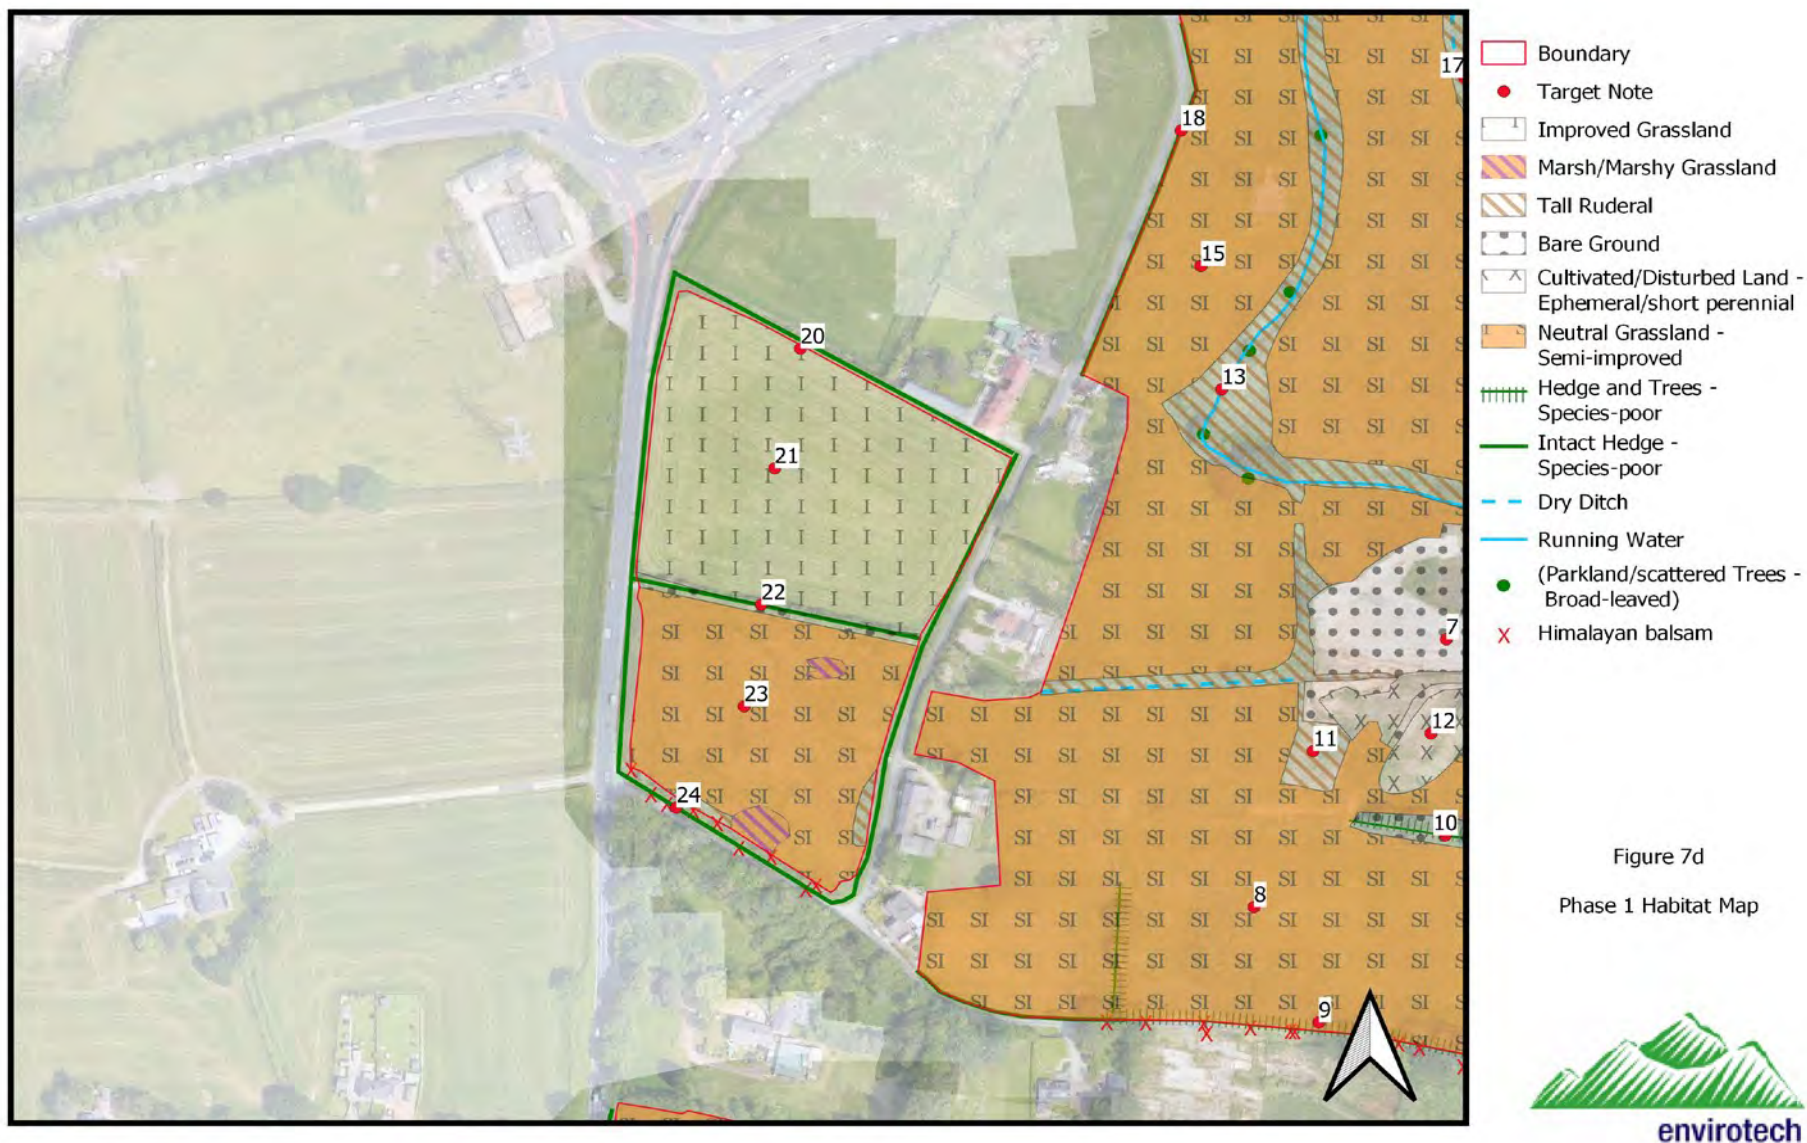 Boundary
Target Note
Improved Grassland
Marsh/Marshy Grassland
Tall Ruderal
Bare Ground
Cultivated/Disturbed Land -
Ephemeral/short perennial
Neutral Grassland -
Semi-improved
Hedge and Trees -
Species-poor
Intact Hedge -
Species-poor
Dry Ditch
Running Water
(Parkland/scattered Trees -
Broad-leaved)
X Himalayan balsam
Figure 7d
Phase 1 Habitat Map
envirotech
17
18
15
20
13
21
22
7
23
12
11
24
10
8
9